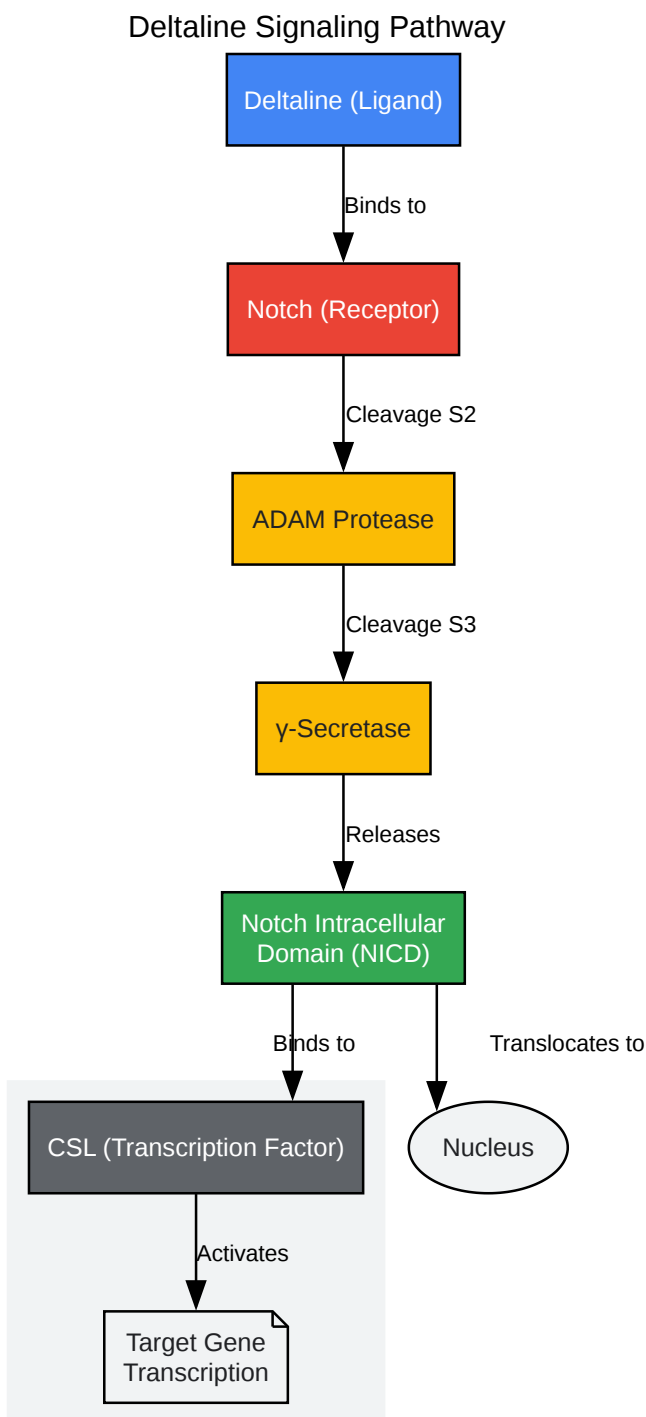 Deltaline Signaling Pathway
Deltaline (Ligand)
Binds to
Notch (Receptor)
Cleavage S2
ADAM Protease
Cleavage S3
γ-Secretase
Releases
Notch Intracellular
Domain (NICD)
Binds to
Translocates to
CSL (Transcription Factor)
Nucleus
Activates
Target Gene
Transcription